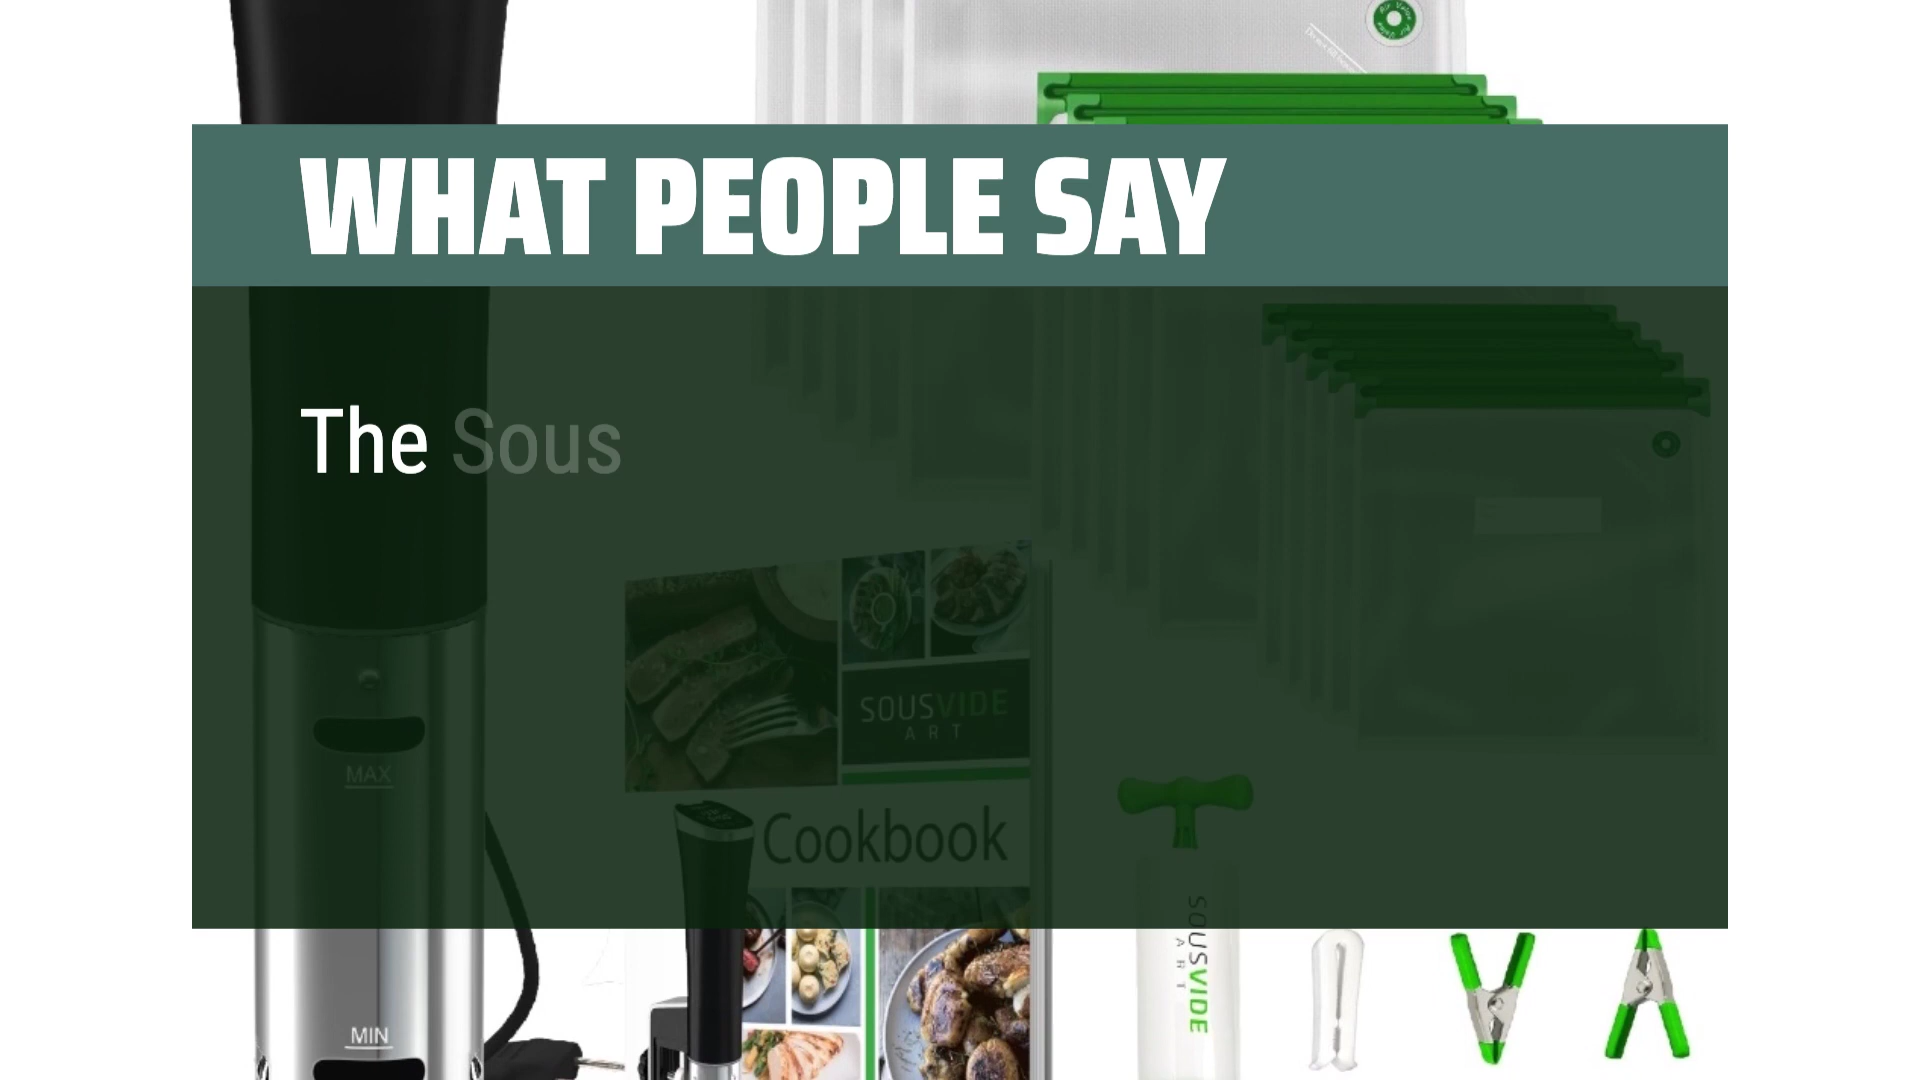 WHAT PEOPLE SAY
The Sous
SOUSVIDE
ART
MAX
Cookbook
SOUSVIDE
ART
MIN